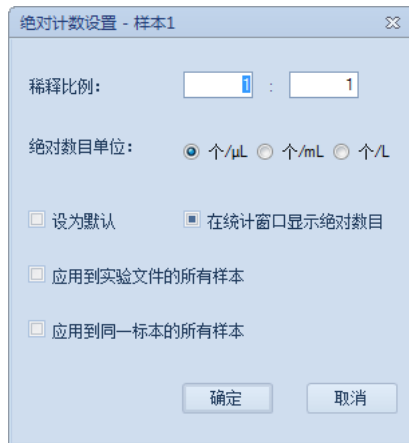 绝对计数设置 - 样本1
稀释比例： 1 : 1
绝对数目单位： 个/μL 个/mL 个/L
设为默认 在统计窗口显示绝对数目
应用到实验文件的所有样本
应用到同一标本的所有样本
确定 取消